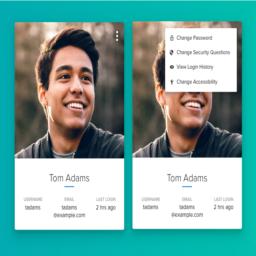 Tom Adams
USERNAME EMAIL LAST LOGIN
tadams tadams 2 hrs ago
@example.com
Change Password
Change Security Questions
View Login History
Change Accessibility
Tom Adams
USERNAME EMAIL LAST LOGIN
tadams tadams 2 hrs ago
@example.com